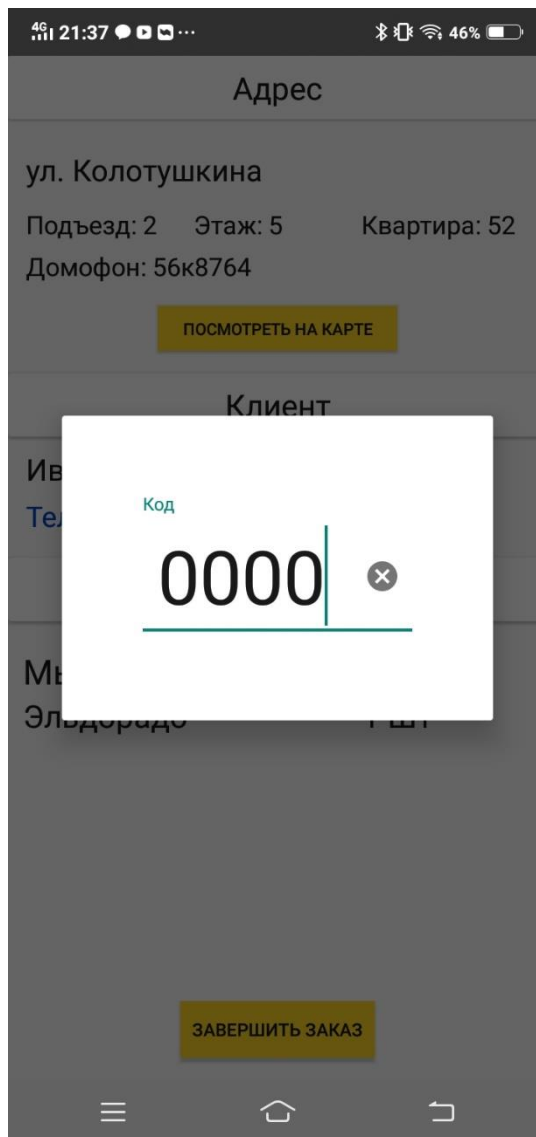 4G 21:37 46%
Адрес
ул. Колотушкина
Подъезд: 2 Этаж: 5 Квартира: 52
Домофон: 56к8764
ПОСМОТРЕТЬ НА КАРТЕ
Клиент
Код
0000
ЗАВЕРШИТЬ ЗАКАЗ